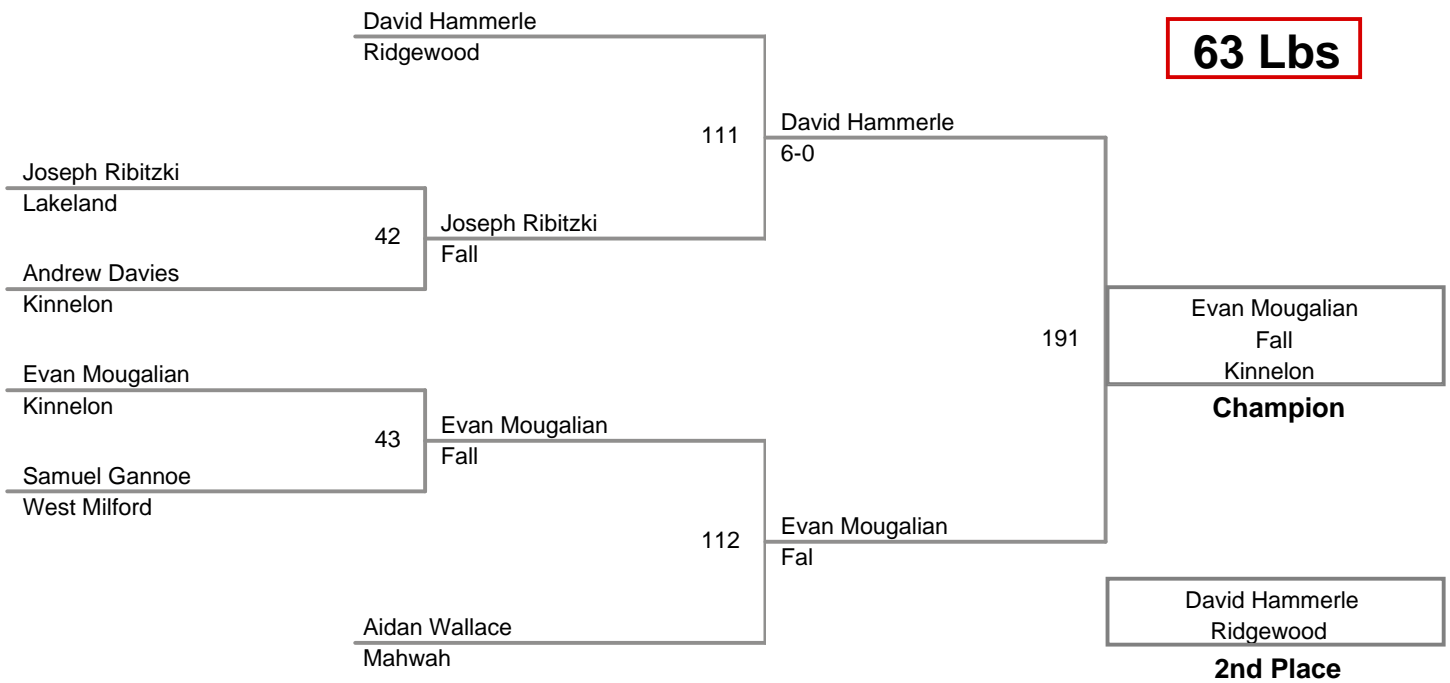 David Hammerle
Ridgewood
63 Lbs
111
David Hammerle
6-0
Joseph Ribitzki
Lakeland
42
Joseph Ribitzki
Fall
Andrew Davies
Kinnelon
191
Evan Mougalian
Fall
Kinnelon
Champion
Evan Mougalian
Kinnelon
43
Evan Mougalian
Fall
Samuel Gannoe
West Milford
112
Evan Mougalian
Fal
Aidan Wallace
Mahwah
David Hammerle
Ridgewood
2nd Place